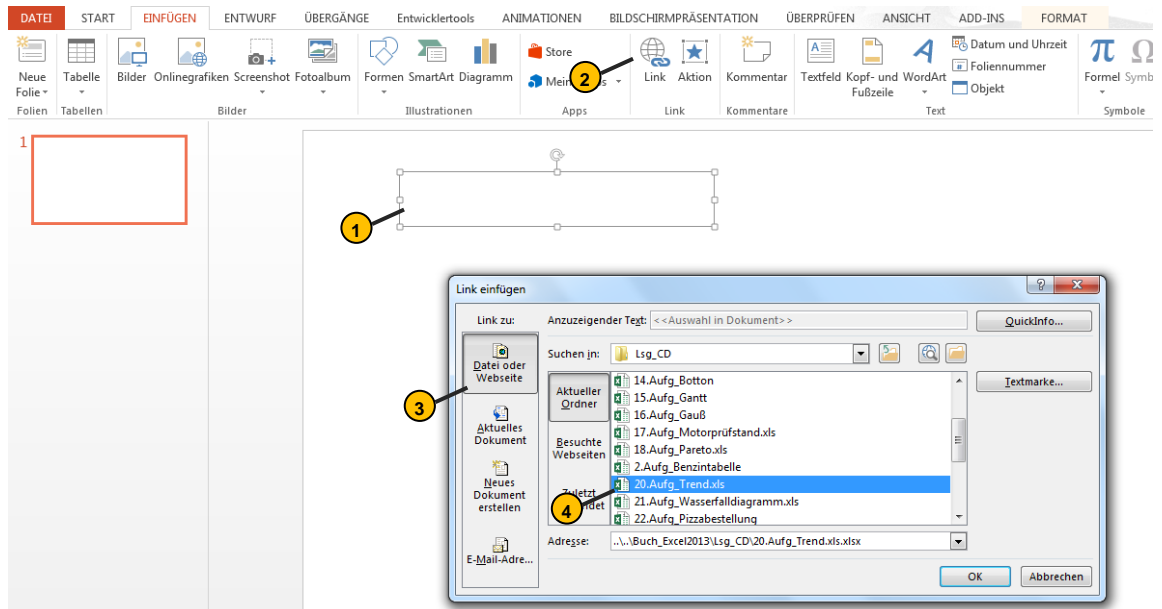 DATEI START EINFÜGEN ENTWURF ÜBERGÄNGE Entwicklertools ANIMATIONEN BILDSCHIRMPRÄSENTATION ÜBERPRÜFEN ANSICHT ADD-INS FORMAT
Neue Folie
Tabelle
Bilder Onlinegrafiken Screenshot Fotoalbum
Formen SmartArt Diagramm
Store
2
Link Aktion
Kommentar
Textfeld Kopf- und Fußzeile WordArt
Datum und Uhrzeit
Foliennummer
Objekt
π Ω
Formel
Folien Tabellen Bilder Illustrationen Apps Link Kommentare Text Symbole
1
1
Link einfügen
?
X
Link zu:
Anzuzeigender Text: <<Auswahl in Dokument>>
QuickInfo...
Datei oder
Webseite
3
Suchen in: Lsg_CD
Textmarke...
Aktueller
Ordner
14.Aufg_Botton
15.Aufg_Gantt
16.Aufg_Gauß
17.Aufg_Motorprüfstand.xls
18.Aufg_Pareto.xls
2.Aufg_Benzintabelle
20.Aufg_Trend.xls
21.Aufg_Wasserfalldiagramm.xls
22.Aufg_Pizzabestellung
Aktuelles
Dokument
Besuchte
Webseiten
Neues
Dokument
erstellen
Zuletzt
4
E-Mail-Adre...
Adresse: ..\..\Buch_Excel2013\Lsg_CD\20.Aufg_Trend.xls.xlsx
OK
Abbrechen